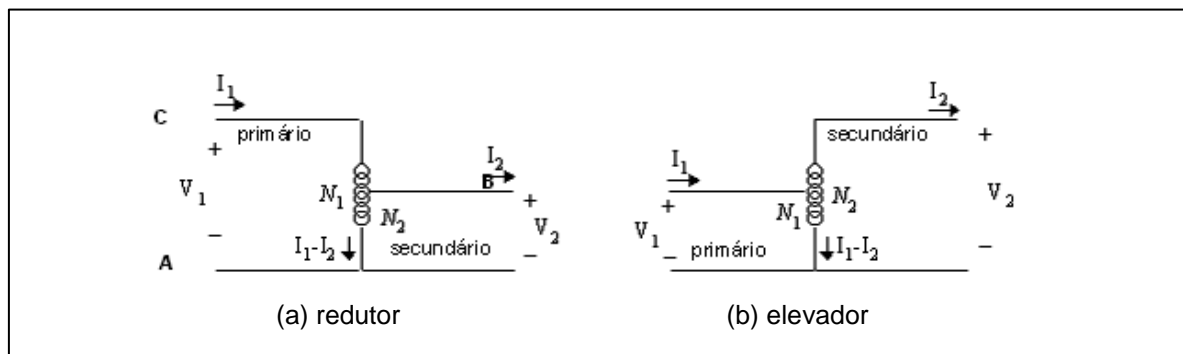 I1
C
primário
+
V1
−
N1
N2
I2
B
+
V2
−
I1-I2
secundário
A
(a) redutor
I2
secundário
+
I1
+
V1
−
N1
N2
V2
primário
I1-I2
−
(b) elevador